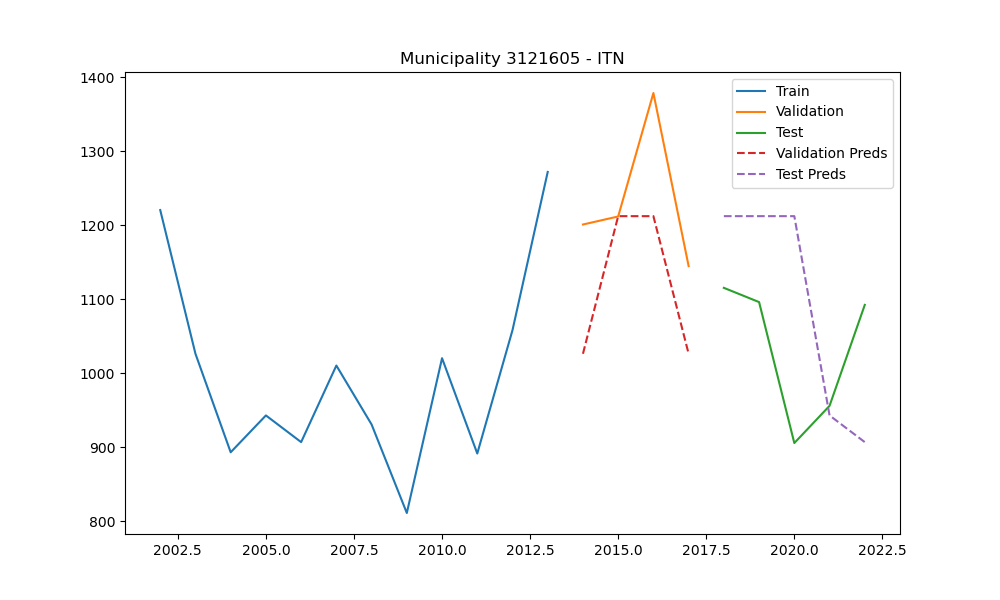 Municipality 3121605 - ITN
1400
1300
1200
1100
1000
900
800
2002.5 2005.0 2007.5 2010.0 2012.5 2015.0 2017.5 2020.0 2022.5
Train
Validation
Test
Validation Preds
Test Preds